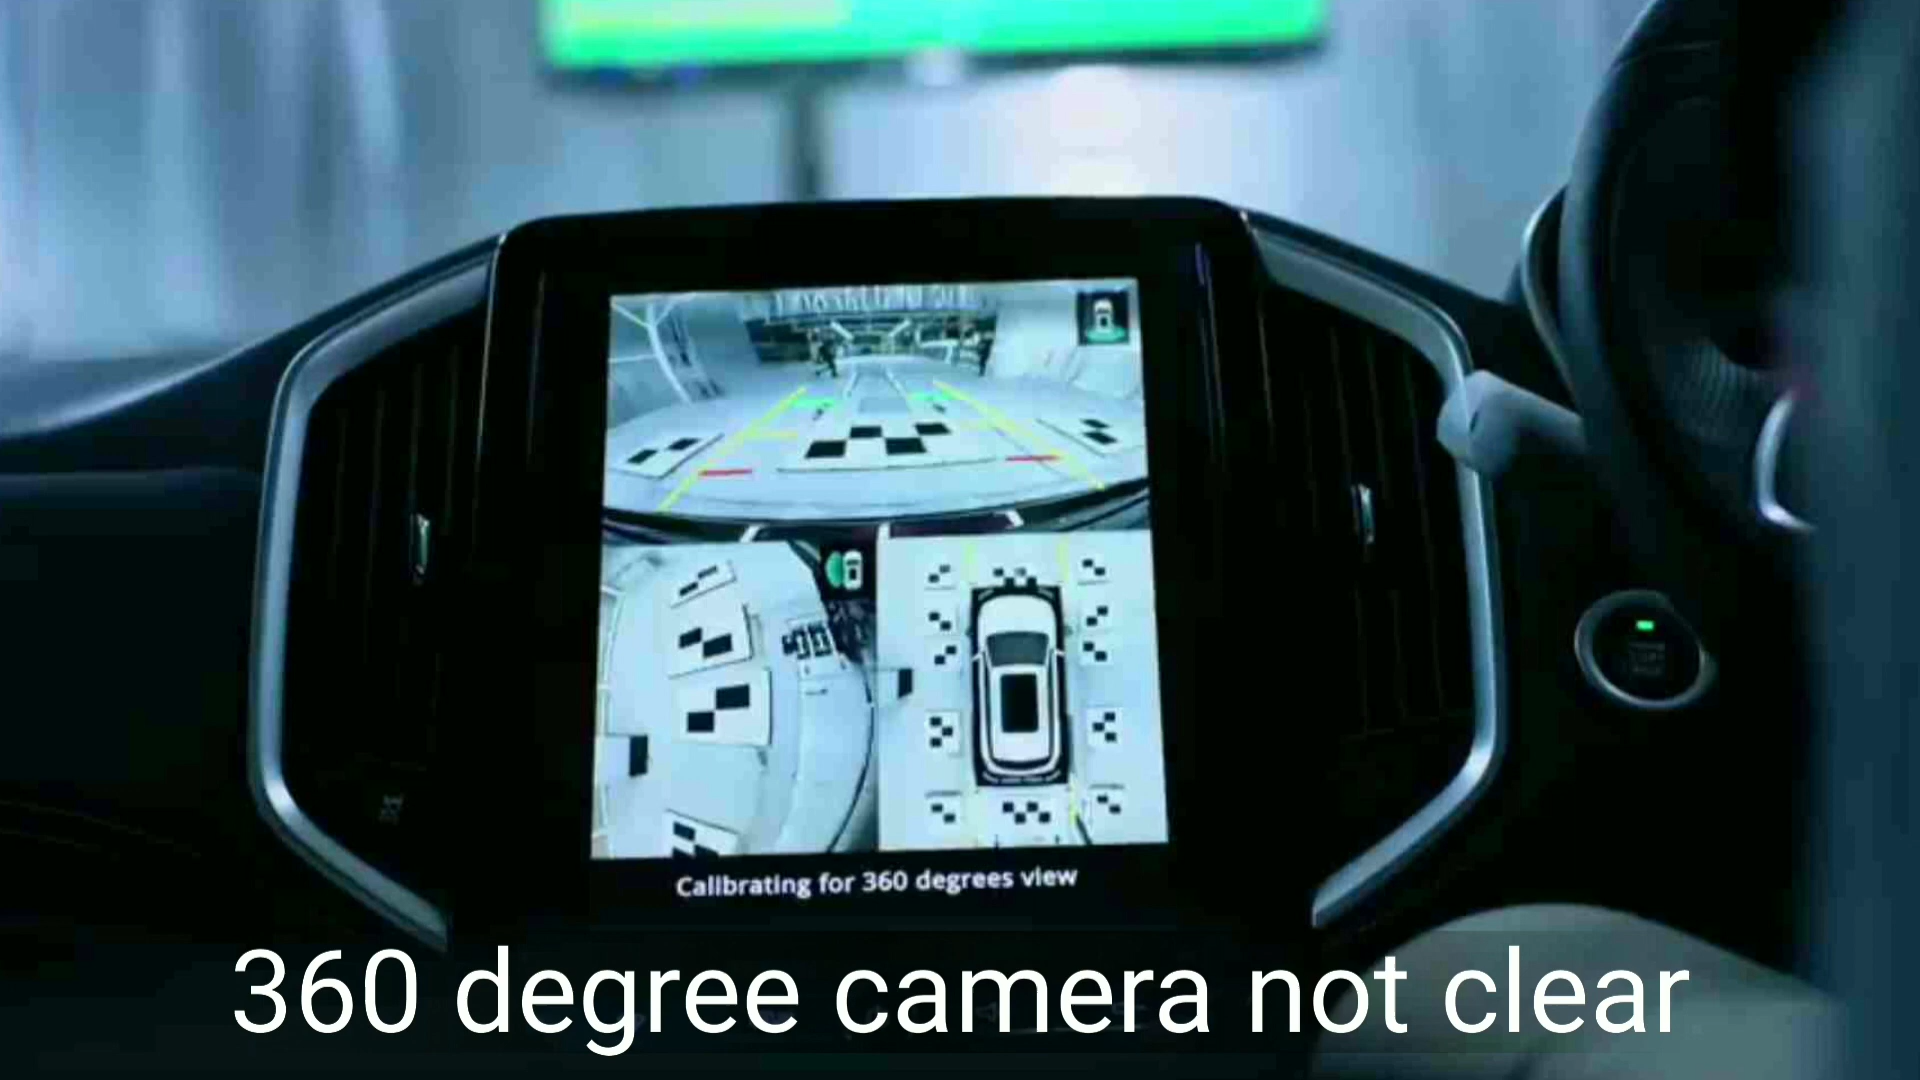 Calibrating for 360 degrees view
360 degree camera not clear